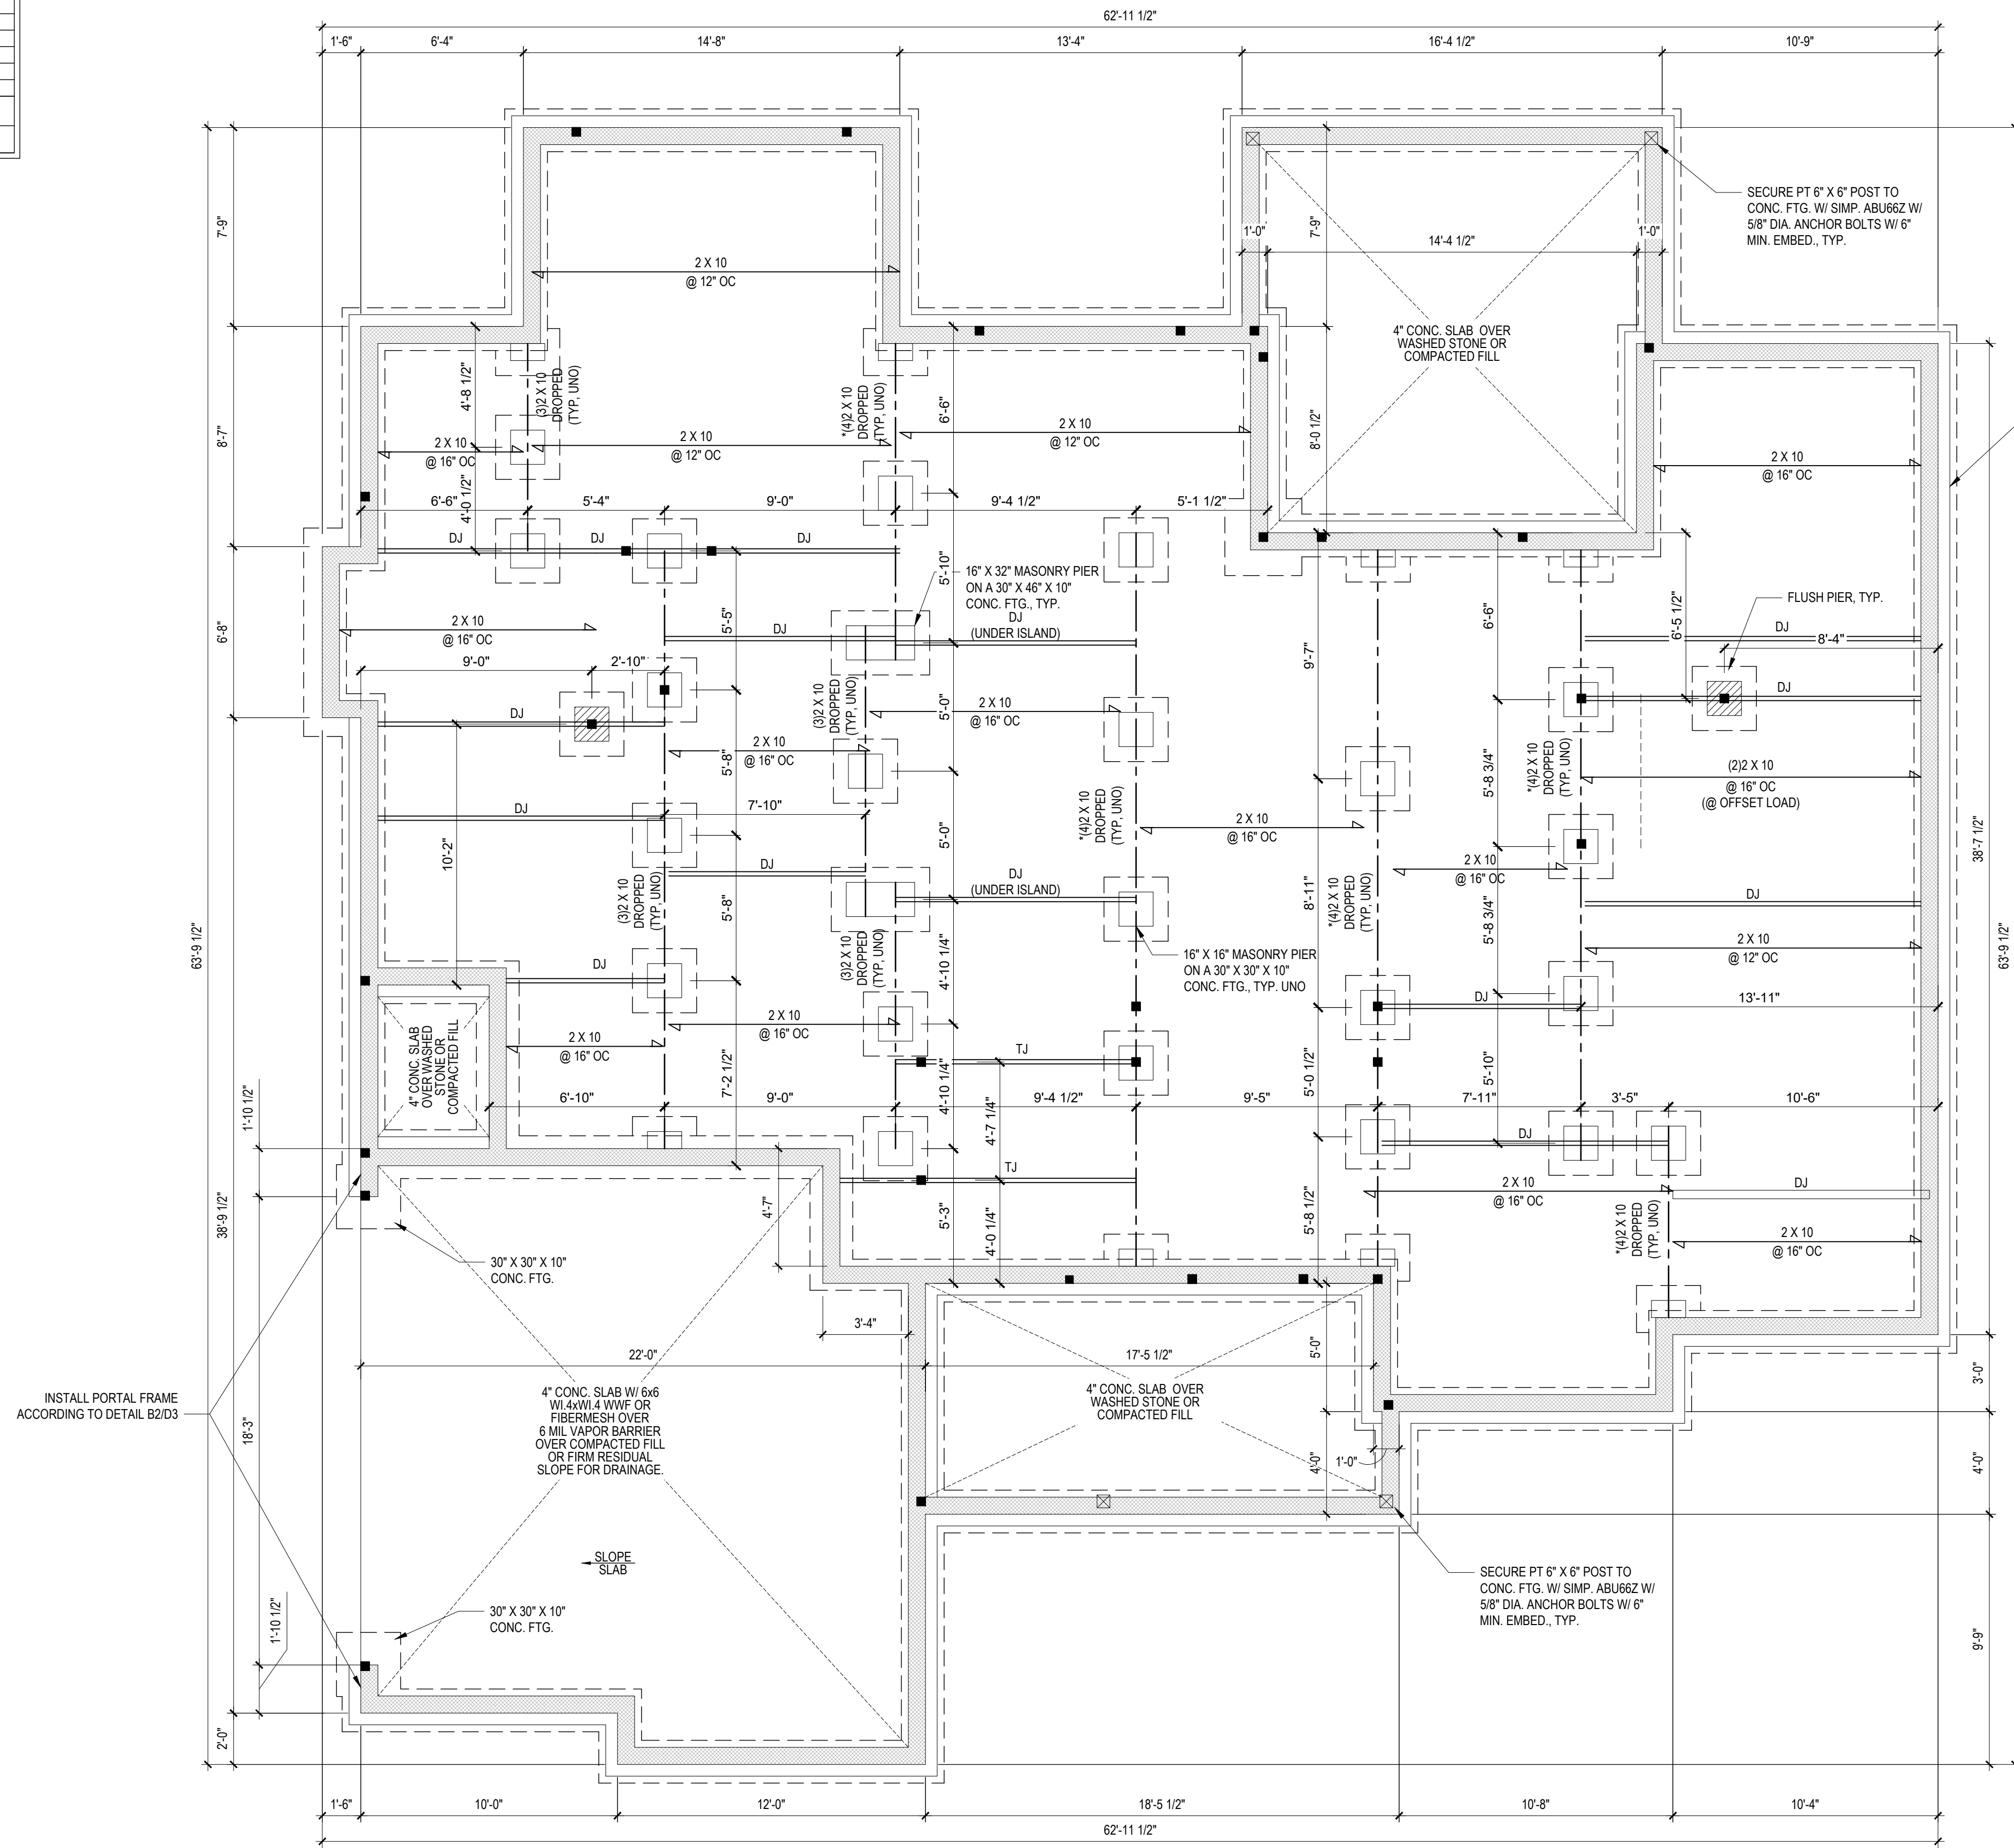 62'-11 1/2"
1'-6"
6'-4"
14'-8"
13'-4"
16'-4 1/2"
10'-9"
7'-9"
8'-7"
6'-8"
63'-9 1/2"
38'-9 1/2"
2'-0"
1'-10 1/2"
18'-3"
1'-10 1/2"
2 X 10
@ 12" OC
7'-9"
1'-0"
14'-4 1/2"
1'-0"
SECURE PT 6" X 6" POST TO
CONC. FTG. W/ SIMP. ABU66Z W/
5/8" DIA. ANCHOR BOLTS W/ 6"
MIN. EMBED., TYP.
4" CONC. SLAB OVER
WASHED STONE OR
COMPACTED FILL
8'-0 1/2"
4'-8 1/2"
4'-0 1/2"
(3)2 X 10
DROPPED
(TYP, UNO)
*(4)2 X 10
DROPPED
(TYP, UNO)
6'-6"
2 X 10
@ 16" OC
2 X 10
@ 12" OC
2 X 10
@ 12" OC
2 X 10
@ 16" OC
6'-6"
5'-4"
9'-0"
9'-4 1/2"
5'-1 1/2"
DJ
DJ
DJ
5'-10"
16" X 32" MASONRY PIER
ON A 30" X 46" X 10"
CONC. FTG., TYP.
DJ
(UNDER ISLAND)
FLUSH PIER, TYP.
2 X 10
@ 16" OC
5'-5"
DJ
6'-6"
6'-5 1/2"
DJ
8'-4"
9'-7"
9'-0"
2'-10"
DJ
DJ
(3)2 X 10
DROPPED
(TYP, UNO)
5'-0"
2 X 10
@ 16" OC
5'-8"
2 X 10
@ 16" OC
*(4)2 X 10
DROPPED
(TYP, UNO)
5'-8 3/4"
(2)2 X 10
@ 16" OC
(@ OFFSET LOAD)
DJ
7'-10"
5'-0"
*(4)2 X 10
DROPPED
(TYP, UNO)
2 X 10
@ 16" OC
38'-7 1/2"
10'-2"
DJ
DJ
(UNDER ISLAND)
2 X 10
@ 16" OC
(3)2 X 10
DROPPED
(TYP, UNO)
5'-8"
8'-11"
*(4)2 X 10
DROPPED
(TYP, UNO)
5'-8 3/4"
DJ
(3)2 X 10
DROPPED
(TYP, UNO)
4'-10 1/4"
16" X 16" MASONRY PIER
ON A 30" X 30" X 10"
CONC. FTG., TYP. UNO
2 X 10
@ 12" OC
63'-9 1/2"
DJ
DJ
13'-11"
2 X 10
@ 16" OC
2 X 10
@ 16" OC
TJ
4" CONC. SLAB
OVER WASHED
STONE OR
COMPACTED FILL
7'-2 1/2"
4'-10 1/4"
4'-7 1/4"
5'-0 1/2"
5'-10"
6'-10"
9'-0"
9'-4 1/2"
9'-5"
7'-11"
3'-5"
10'-6"
DJ
TJ
DJ
4'-7"
5'-3"
4'-0 1/4"
5'-8 1/2"
2 X 10
@ 16" OC
*(4)2 X 10
DROPPED
(TYP, UNO)
2 X 10
@ 16" OC
30" X 30" X 10"
CONC. FTG.
3'-4"
22'-0"
17'-5 1/2"
5'-0"
3'-0"
INSTALL PORTAL FRAME
ACCORDING TO DETAIL B2/D3
4" CONC. SLAB W/ 6x6
WI.4xWI.4 WWF OR
FIBERMESH OVER
6 MIL VAPOR BARRIER
OVER COMPACTED FILL
OR FIRM RESIDUAL
SLOPE FOR DRAINAGE.
4" CONC. SLAB OVER
WASHED STONE OR
COMPACTED FILL
4'-0"
1'-0"
4'-0"
SLOPE
SLAB
30" X 30" X 10"
CONC. FTG.
SECURE PT 6" X 6" POST TO
CONC. FTG. W/ SIMP. ABU66Z W/
5/8" DIA. ANCHOR BOLTS W/ 6"
MIN. EMBED., TYP.
9'-9"
1'-6"
10'-0"
12'-0"
18'-5 1/2"
10'-8"
10'-4"
62'-11 1/2"